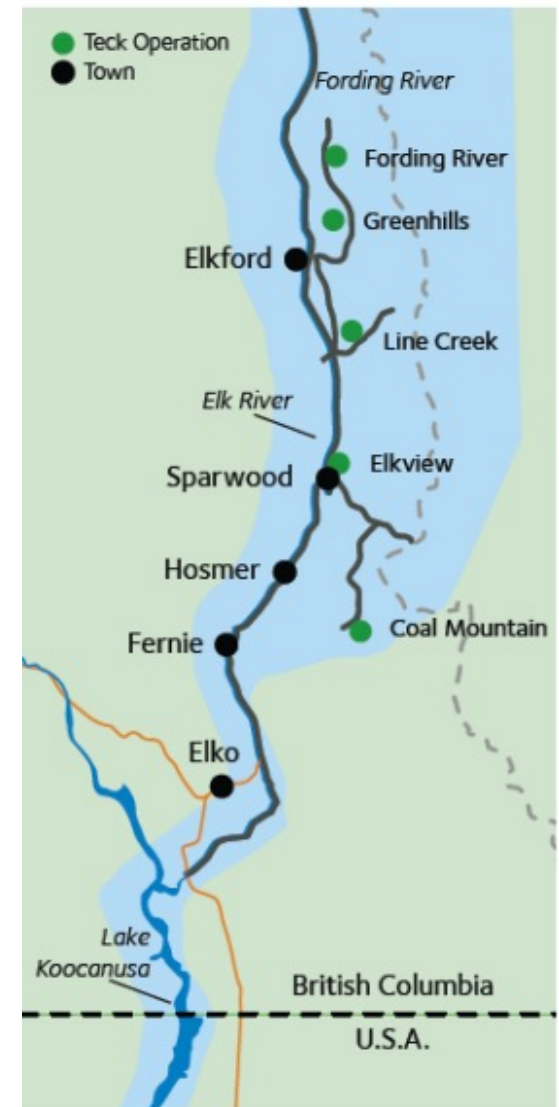 Teck Operation
Town
Fording River
Fording River
Greenhills
Elkford
Line Creek
Elk River
Elkview
Sparwood
Hosmer
Coal Mountain
Fernie
Elko
Lake
Koocanusa
British Columbia
U.S.A.